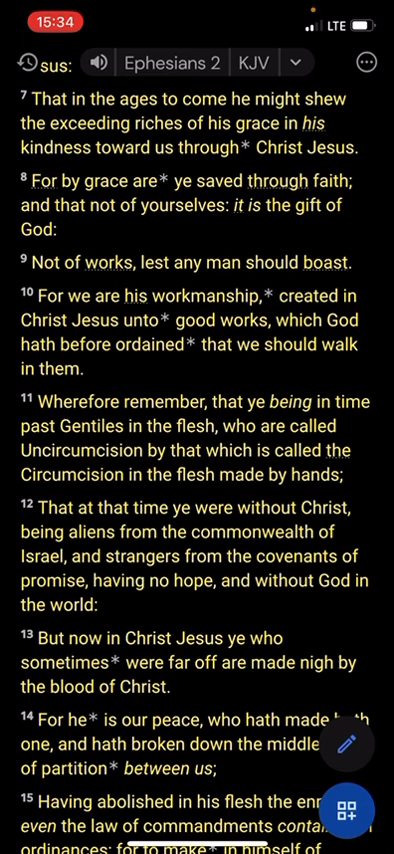 15:34
LTE
sus:
Ephesians 2
KJV
7 That in the ages to come he might shew
the exceeding riches of his grace in his
kindness toward us through* Christ Jesus.
8 For by grace are* ye saved through faith;
and that not of yourselves: it is the gift of
God:
9 Not of works, lest any man should boast.
10 For we are his workmanship,* created in
Christ Jesus unto* good works, which God
hath before ordained* that we should walk
in them.
11 Wherefore remember, that ye being in time
past Gentiles in the flesh, who are called
Uncircumcision by that which is called the
Circumcision in the flesh made by hands;
12 That at that time ye were without Christ,
being aliens from the commonwealth of
Israel, and strangers from the covenants of
promise, having no hope, and without God in
the world:
13 But now in Christ Jesus ye who
sometimes* were far off are made nigh by
the blood of Christ.
14 For he* is our peace, who hath made
one, and hath broken down the middle
of partition* between us;
15 Having abolished in his flesh the
even the law of commandments
ordinances; for to make* in himself of